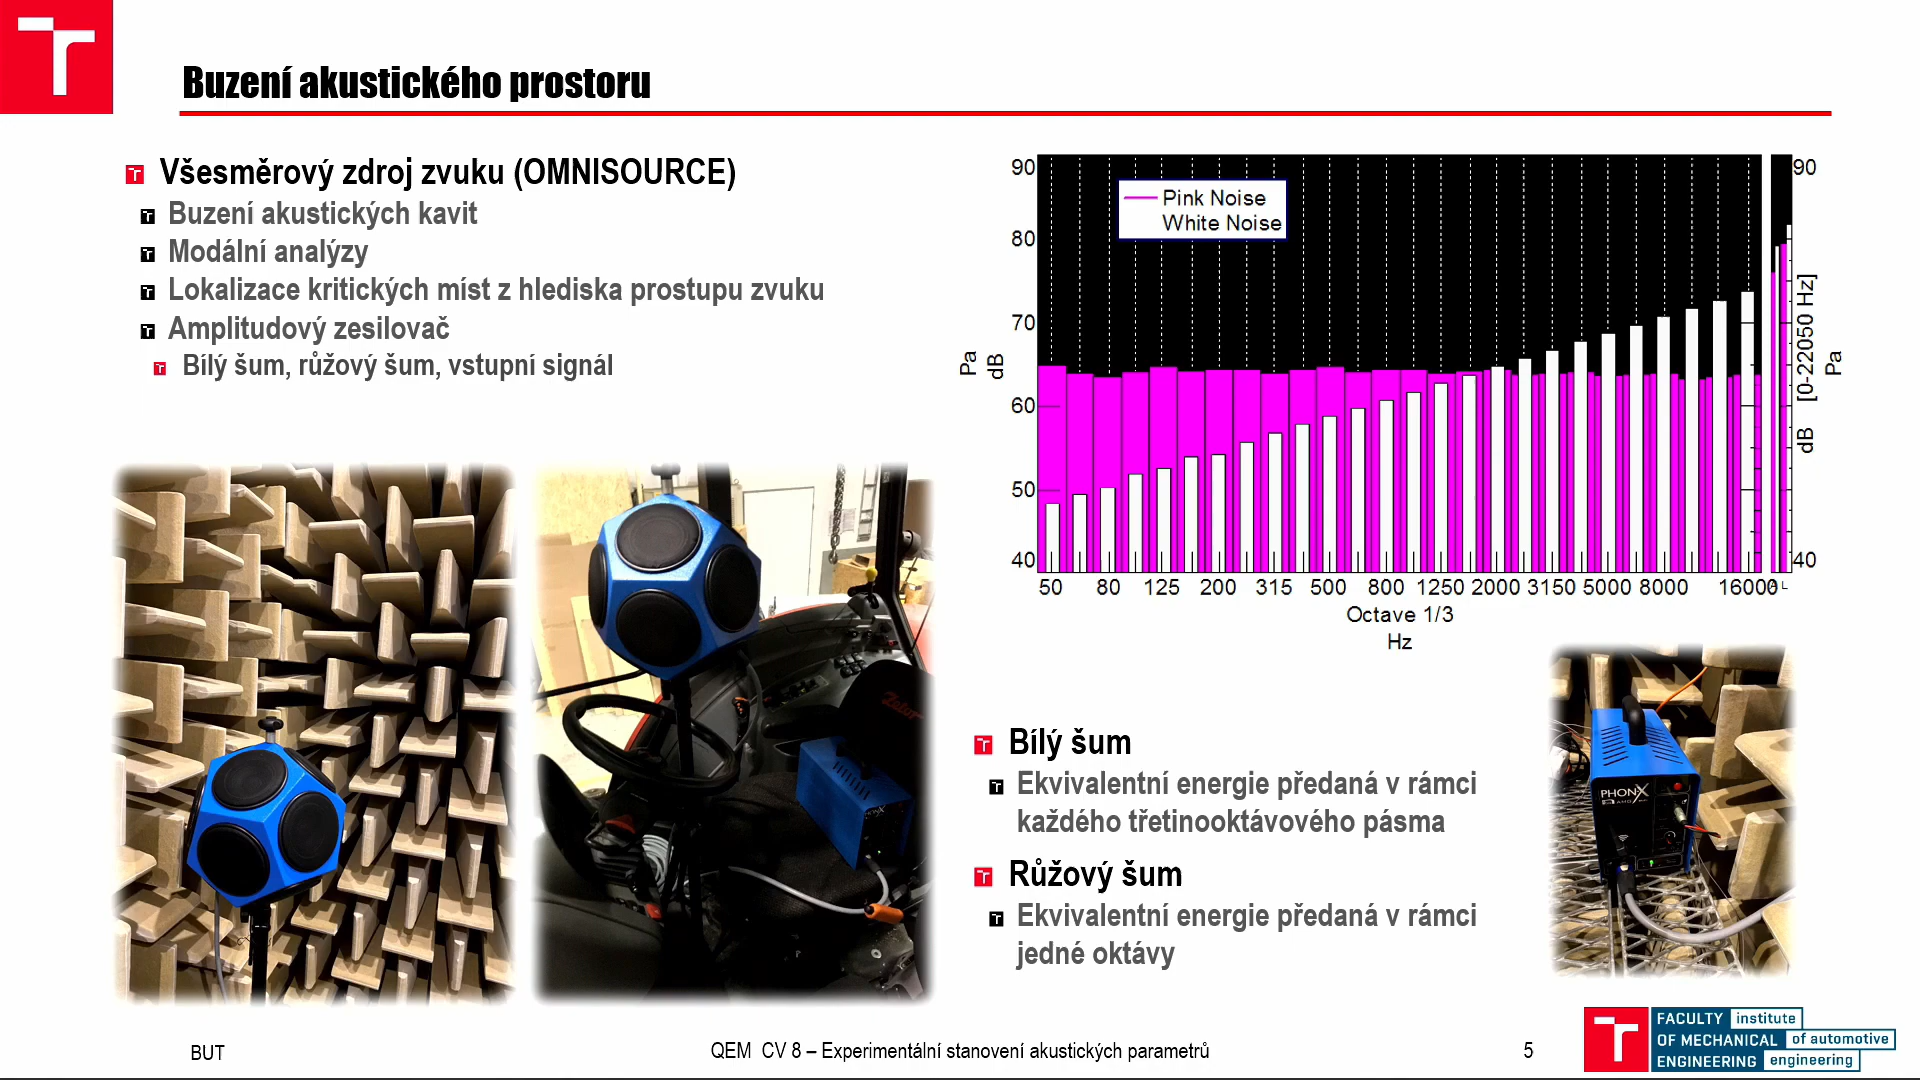 Buzení akustického prostoru
Všesměrový zdroj zvuku (OMNISOURCE)
Buzení akustických kavit
Modální analýzy
Lokalizace kritických míst z hlediska prostupu zvuku
Amplitudový zesilovač
Bílý šum, růžový šum, vstupní signál
90
80
70
60
50
40
Pa
dB
Pink Noise
White Noise
90
40
dB [0-22050 Hz]
Pa
50 80 125 200 315 500 800 1250 2000 3150 5000 8000 16000
Octave 1/3
Hz
Zetor
PHONX
Bílý šum
Ekvivalentní energie předaná v rámci
každého třetinooktávového pásma
Růžový šum
Ekvivalentní energie předaná v rámci
jedné oktávy
BUT
QEM CV 8 – Experimentální stanovení akustických parametrů
5
FACULTY institute
OF MECHANICAL of automotive
ENGINEERING engineering